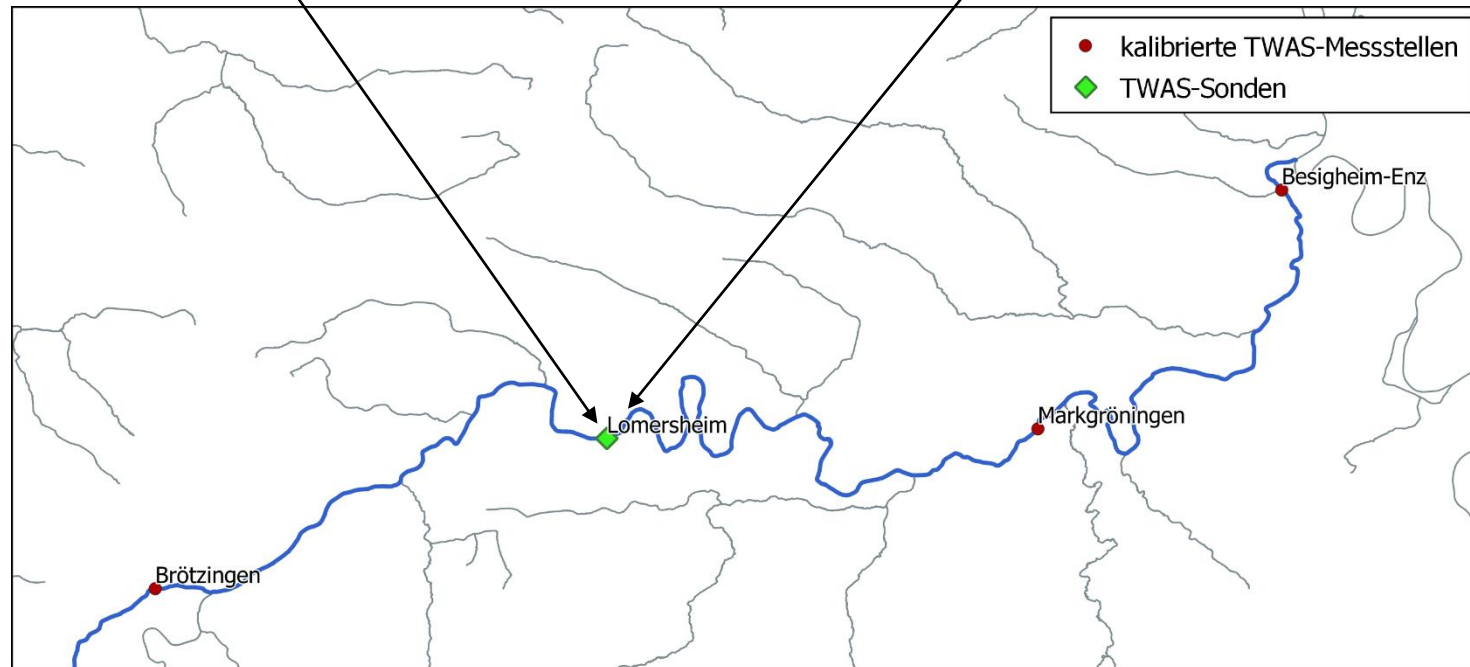 kalibrierte TWAS-Messstellen
TWAS-Sonden
Besigheim-Enz
Markgröningen
Lomersheim
Brötzingen